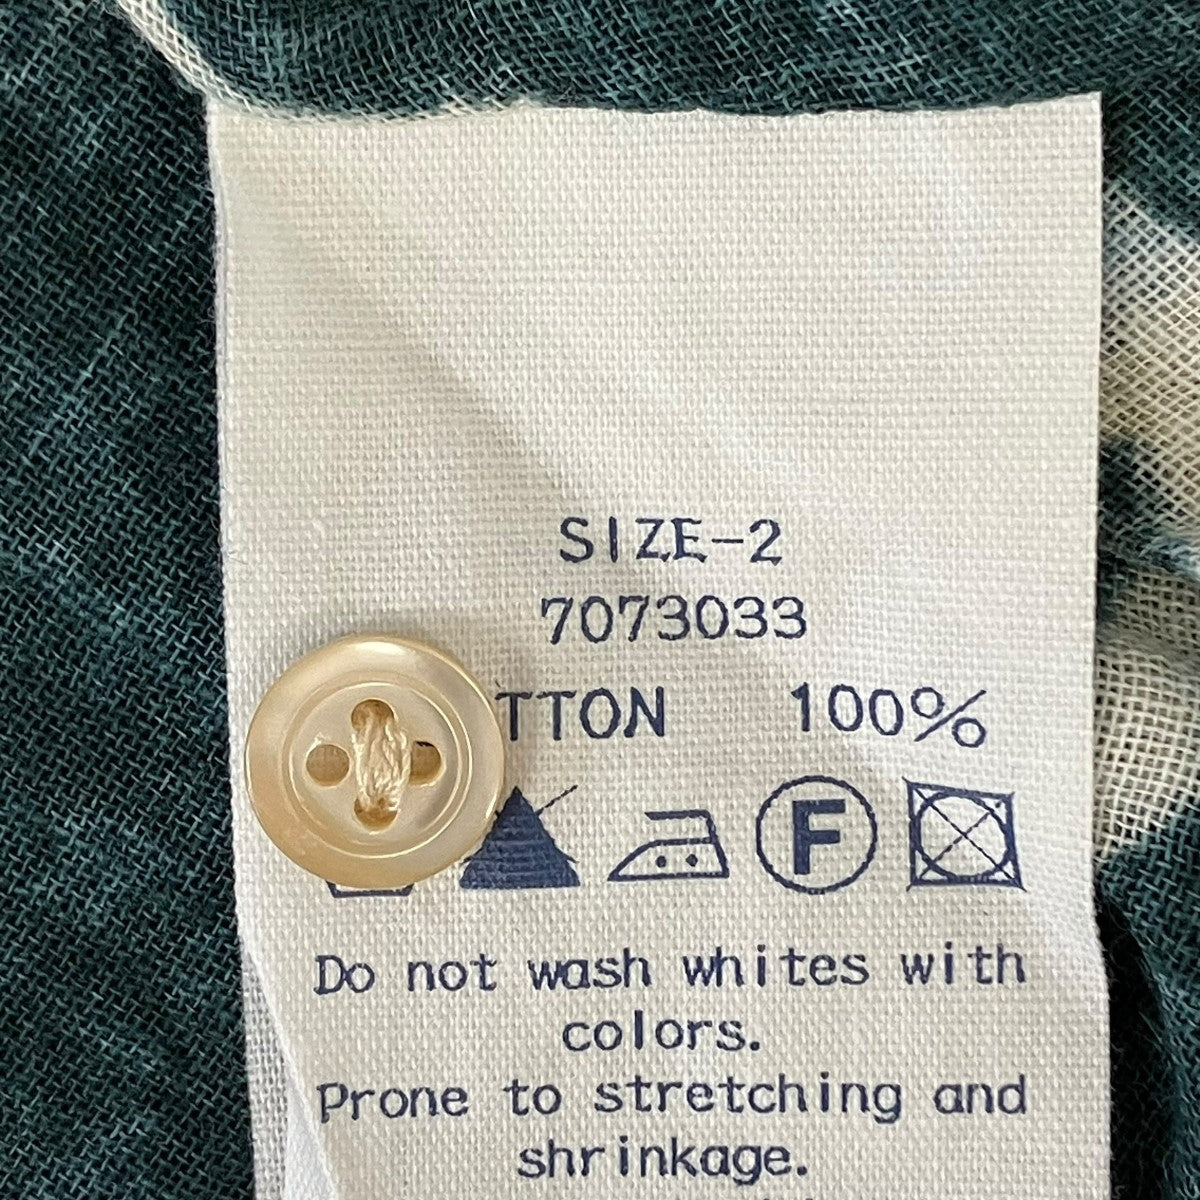 SIZE-2
7073033
TTON 100%
F
Do not wash whites with
colors.
Prone to stretching and
shrinkage.